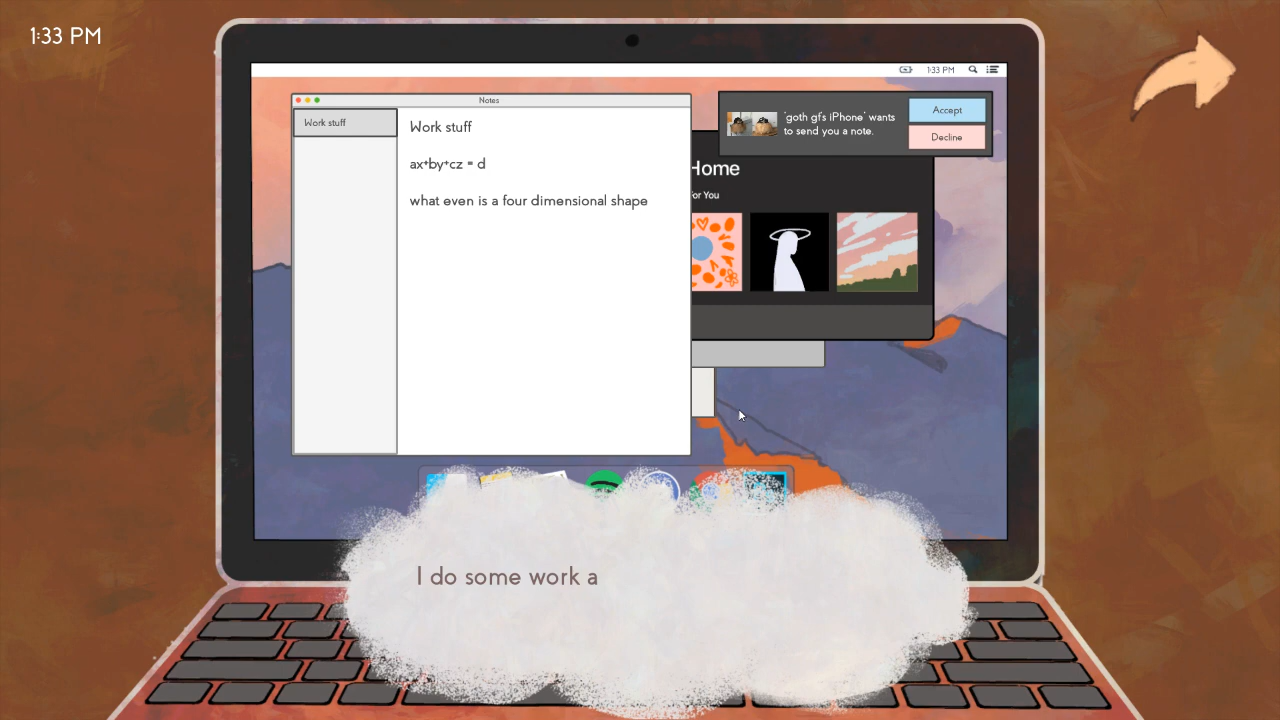 1:33 PM
1:33 PM
Notes
Work stuff
Work stuff
ax+by+cz = d
what even is a four dimensional shape
'goth gf's iPhone' wants
to send you a note.
Accept
Decline
Home
or You
I do some work a